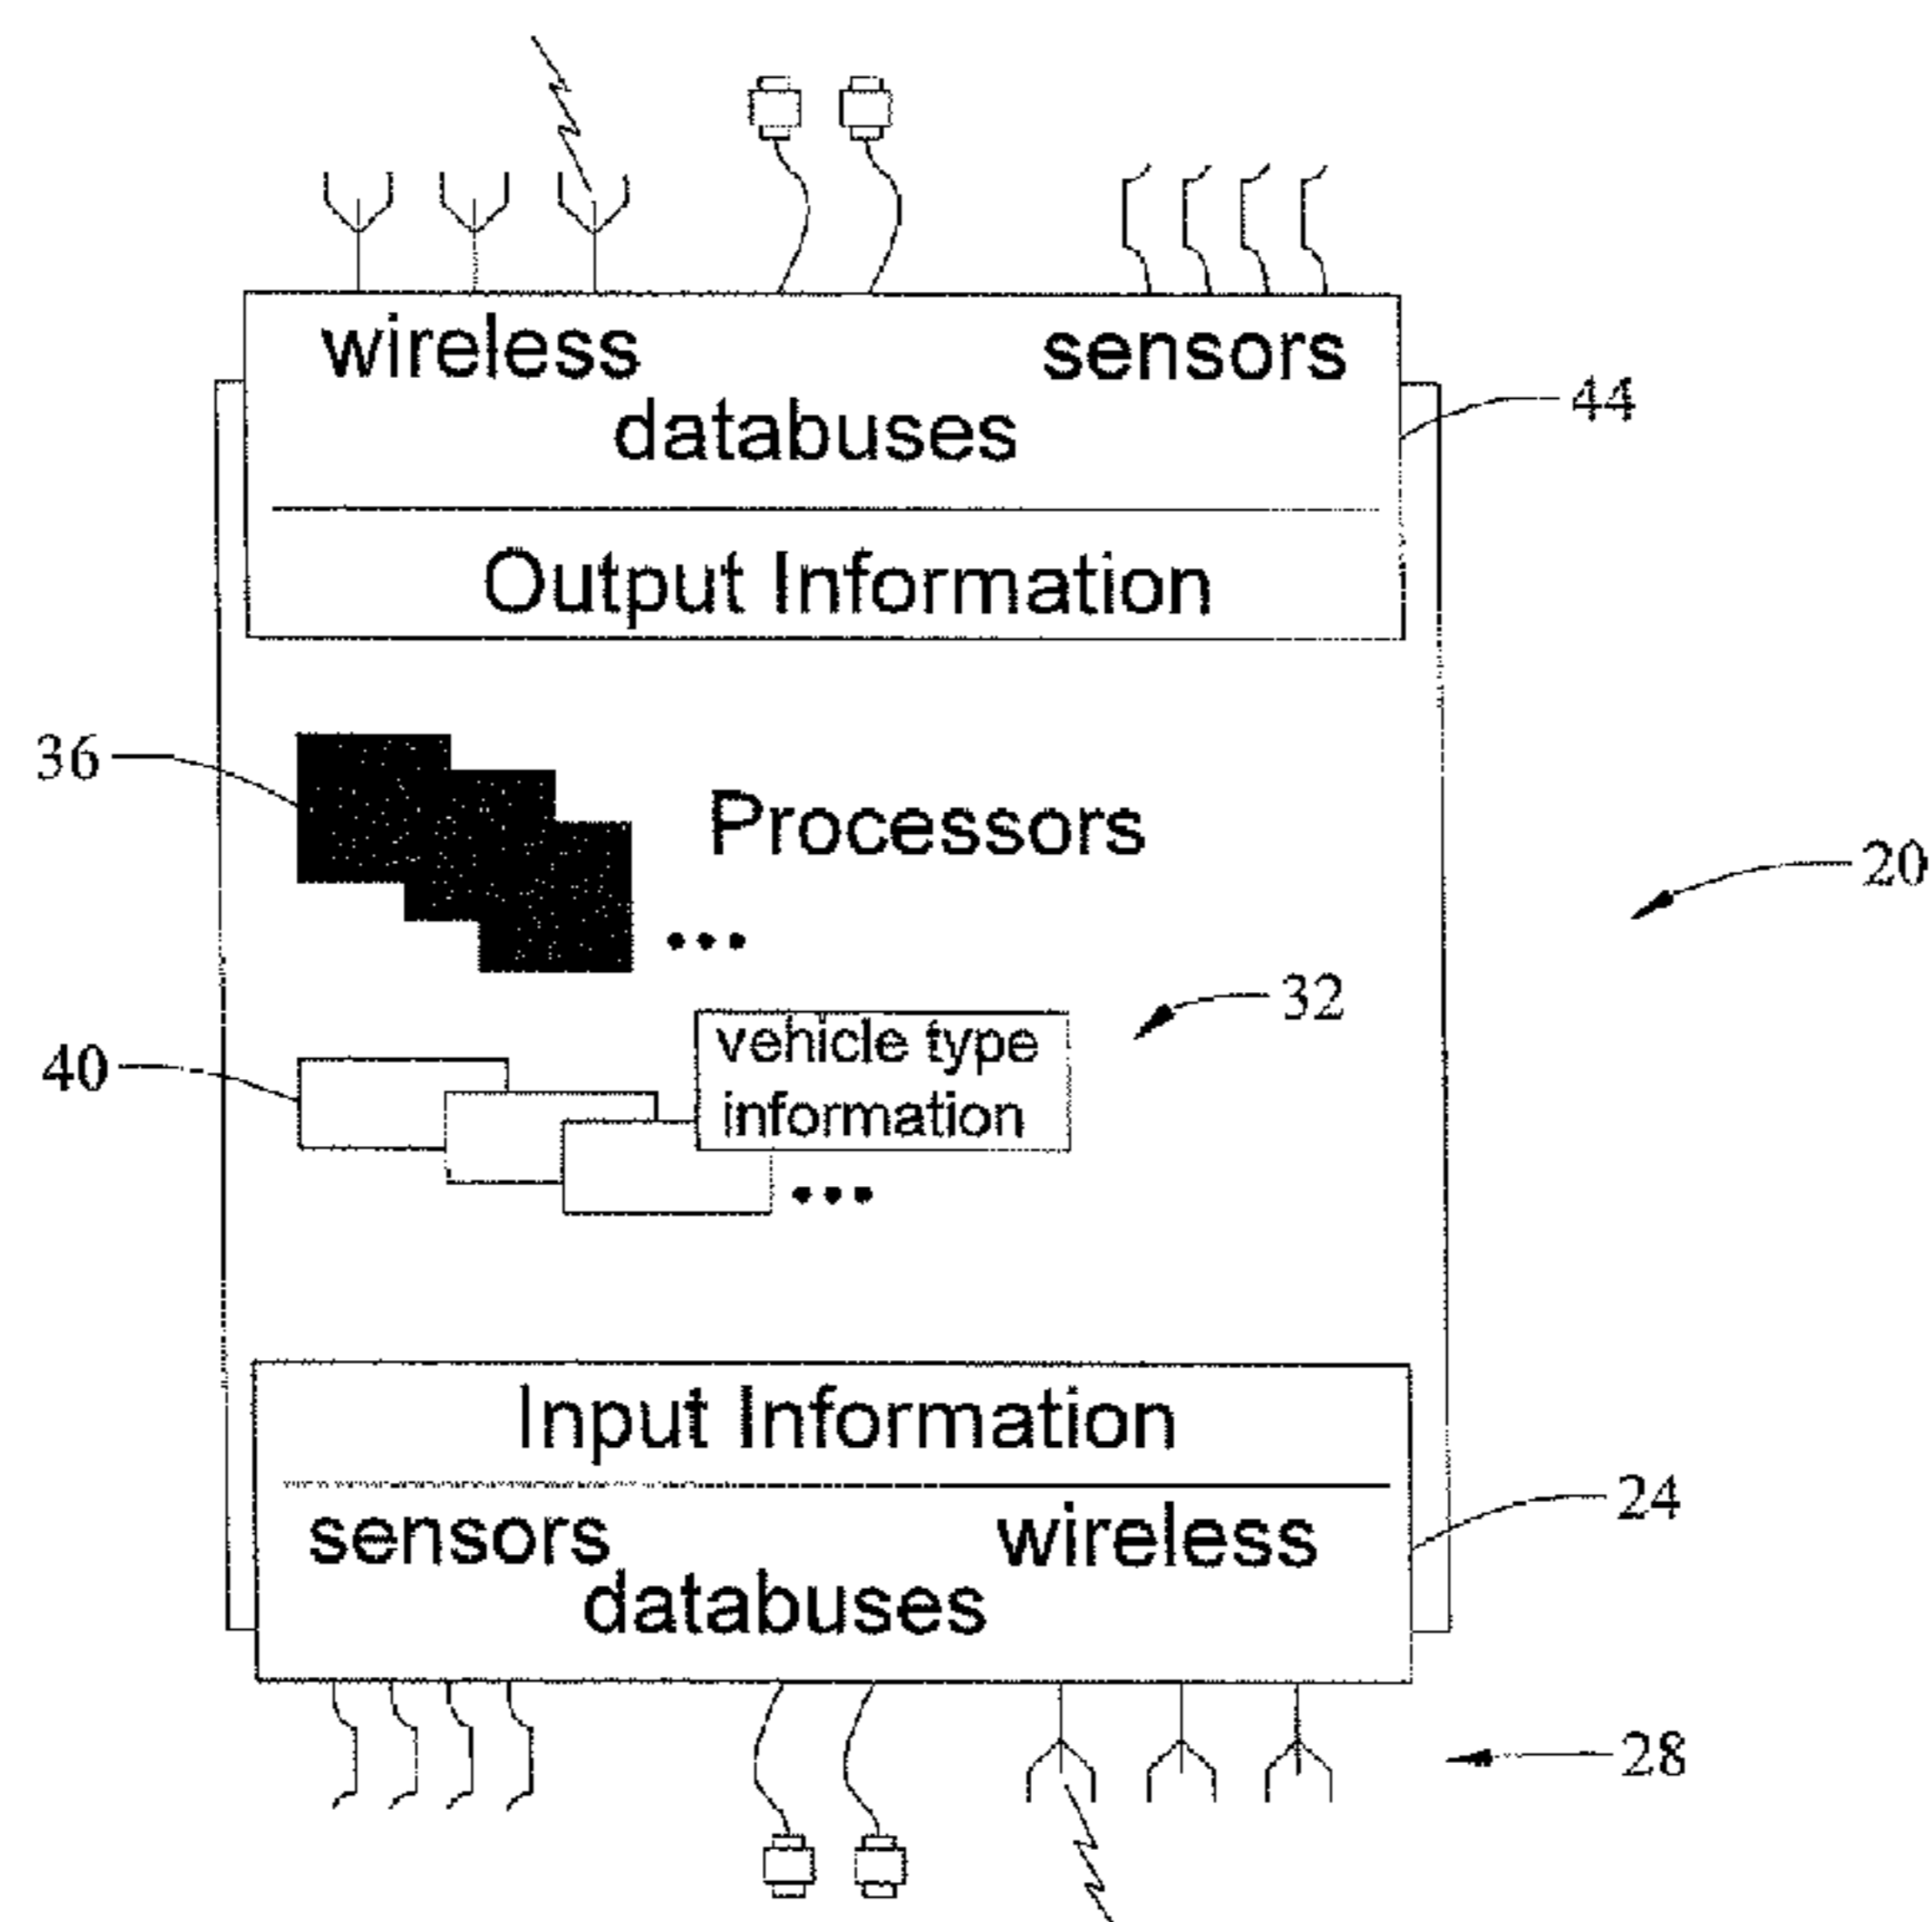 wireless sensors
databuses
44
Output Information
36
Processors
20
32
vehicle type
information
40
Input Information
24
sensors wireless
databuses
28